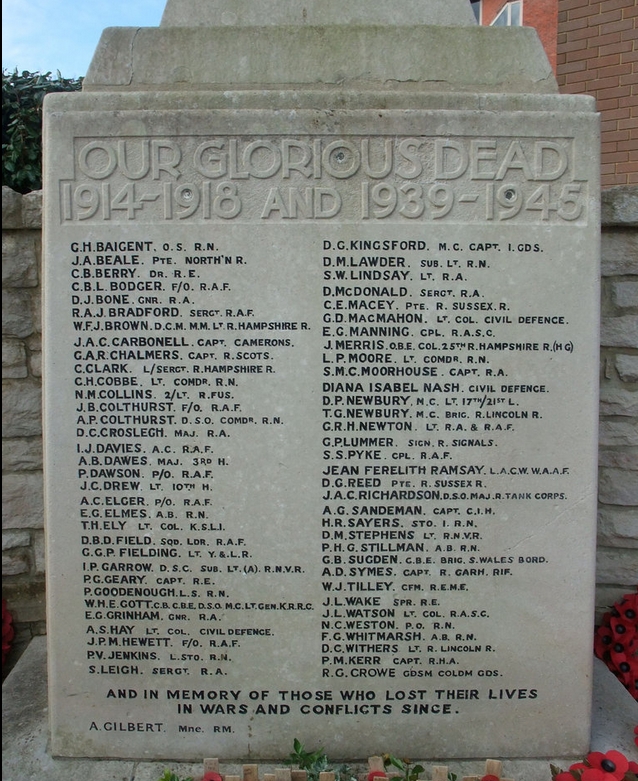 OUR GLORIOUS DEAD
1914-1918 AND 1939-1945
G.H.BAIGENT, O.S. R.N.
J.A.BEALE. PTE. NORTH'N R.
C.B.BERRY. DR. R.E.
C.B.L. BODGER. F/O. R.A.F.
D.J.BONE. GNR. R.A.
R.A.J.BRADFORD. SERGT. R.A.F.
W.F.J.BROWN. D.C.M. M.M. LT. R.HAMPSHIRE R.
J.A.C.CARBONELL. CAPT. CAMERONS.
G.A.R.CHALMERS. CAPT. R.SCOTS.
C.CLARK. L/SERGT. R.HAMPSHIRE R.
C.H.COBBE. LT. COMDR. R.N.
N.M.COLLINS. 2/LT. R.FUS.
J.B.COLTHURST. F/O. R.A.F.
A.P.COLTHURST. D.S.O. COMDR. R.N.
D.C.CROSLEGH. MAJ. R.A.
I.J.DAVIES. A.C. R.A.F.
A.B.DAWES. MAJ. 3RD H.
P.DAWSON. P/O. R.A.F.
J.C.DREW. LT. 10TH H.
A.C.ELGER. P/O. R.A.F.
E.G.ELMES. A.B. R.N.
T.H.ELY LT. COL. K.S.L.I.
D.B.D.FIELD. SQD. LDR. R.A.F.
G.G.P. FIELDING. LT. Y.&L.R.
I.P.GARROW. D.S.C. SUB. LT.(A). R.N.V.R.
P.G.GEARY. CAPT. R.E.
P.GOODENOUGH. L.S. R.N.
W.H.E.GOTT. C.B. C.B.E. D.S.O. M.C. LT. GEN. K.R.R.C.
E.G.GRINHAM. GNR. R.A.
A.S.HAY LT. COL. CIVIL DEFENCE.
J.P.M.HEWETT. F/O. R.A.F.
P.V.JENKINS. L.STO. R.N.
S.LEIGH. SERGT. R.A.
D.G.KINGSFORD. M.C. CAPT. I.GDS.
D.M.LAWDER. SUB. LT. R.N.
S.W.LINDSAY. LT. R.A.
D.MCDONALD. SERGT. R.A.
C.E.MACEY. PTE. R.SUSSEX.R.
G.D.MACMAHON. LT. COL. CIVIL DEFENCE.
E.G.MANNING. CPL. R.A.S.C.
J.MERRIS. O.B.E. COL. 25TH R.HAMPSHIRE R.(H G)
L.P.MOORE. LT. COMDR. R.N.
S.M.C.MOORHOUSE. CAPT. R.A.
DIANA ISABEL NASH. CIVIL DEFENCE.
D.P.NEWBURY. M.C. LT. 17TH/21ST L.
T.G.NEWBURY. M.C. BRIG. R.LINCOLN R.
G.R.H.NEWTON. LT. R.A. & R.A.F.
G.PLUMMER. SIGN. R. SIGNALS.
S.S.PYKE. CPL. R.A.F.
JEAN FERELITH RAMSAY. L.A.C.W. W.A.A.F.
D.G.REED PTE. R.SUSSEX R.
J.A.C.RICHARDSON. D.S.O. MAJ. R.TANK CORPS.
A.G. SANDEMAN. CAPT. C.I.H.
H.R.SAYERS. STO. I. R.N.
D.M.STEPHENS LT. R.N.V.R.
P.H.G.STILLMAN. A.B. R.N.
G.B.SUGDEN. C.B.E. BRIG. S.WALES BORD.
A.D.SYMES. CAPT. R. GARH. RIF.
W.J.TILLEY. CFM. R.E.M.E.
J.L.WAKE SPR. R.E.
J.L.WATSON LT. COL. R.A.S.C.
N.C.WESTON. P.O. R.N.
F.G.WHITMARSH. A.B. R.N.
D.C.WITHERS LT. R. LINCOLN R.
P.M.KERR CAPT. R.H.A.
R.G.CROWE GDSM COLDM GDS.
AND IN MEMORY OF THOSE WHO LOST THEIR LIVES
IN WARS AND CONFLICTS SINCE.
A.GILBERT. Mne. RM.